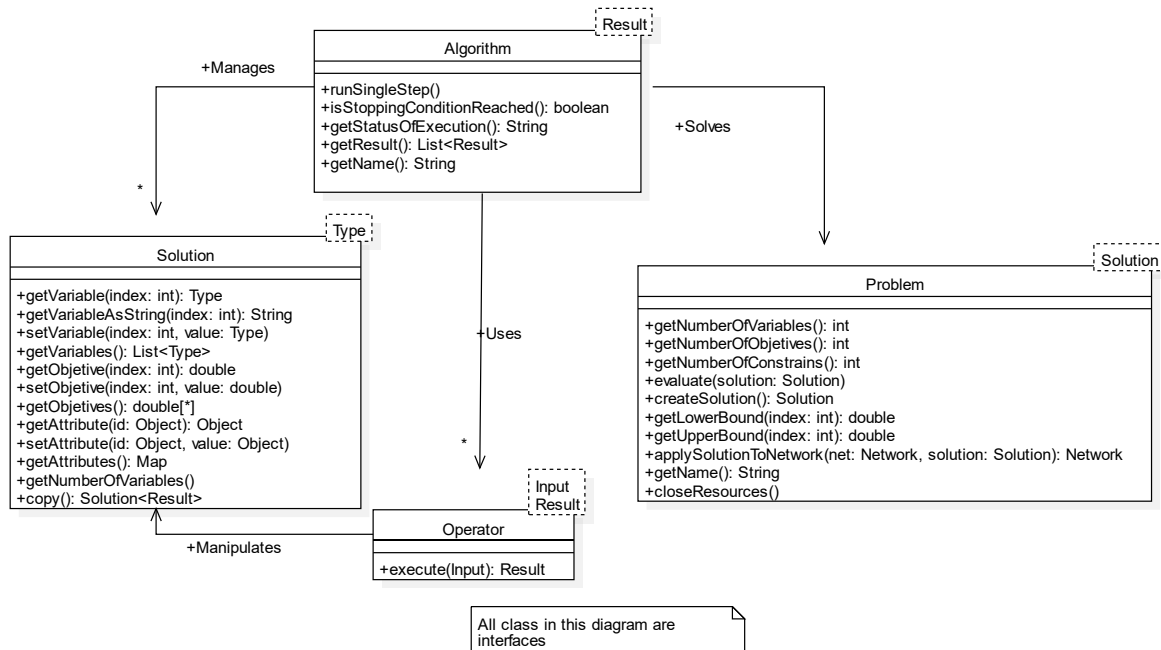 Result
Algorithm
+Manages
+runSingleStep()
+isStoppingConditionReached(): boolean
+getStatusOfExecution(): String
+getResult(): List<Result>
+getName(): String
+Solves
*
Type
Solution
+getVariable(index: int): Type
+getVariableAsString(index: int): String
+setVariable(index: int, value: Type)
+getVariables(): List<Type>
+getObjetive(index: int): double
+setObjetive(index: int, value: double)
+getObjetives(): double[*]
+getAttribute(id: Object): Object
+setAttribute(id: Object, value: Object)
+getAttributes(): Map
+getNumberOfVariables()
+copy(): Solution<Result>
+Uses
*
Solution
Problem
+getNumberOfVariables(): int
+getNumberOfObjetives(): int
+getNumberOfConstrains(): int
+evaluate(solution: Solution)
+createSolution(): Solution
+getLowerBound(index: int): double
+getUpperBound(index: int): double
+applySolutionToNetwork(net: Network, solution: Solution): Network
+getName(): String
+closeResources()
Input
Result
Operator
+Manipulates
+execute(Input): Result
All class in this diagram are
interfaces